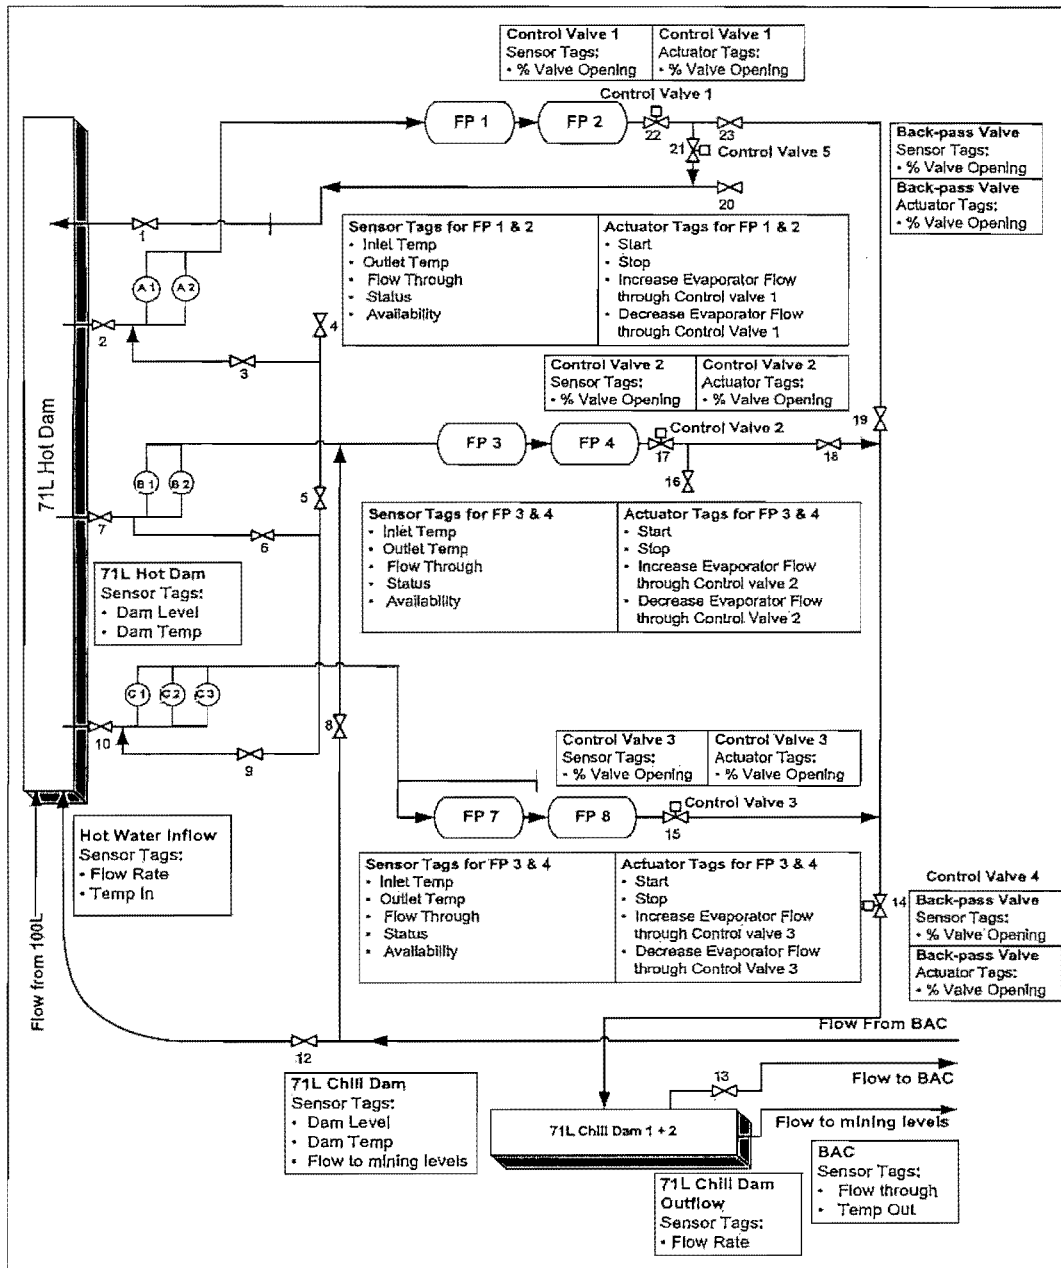 Control Valve 1
Sensor Tags:
• % Valve Opening
Control Valve 1
Actuator Tags:
• % Valve Opening
Control Valve 1
FP 1
FP 2
22
23
21
Control Valve 5
20
Back-pass Valve
Sensor Tags:
• % Valve Opening
Back-pass Valve
Actuator Tags:
• % Valve Opening
1
A 1
A 2
2
3
4
Sensor Tags for FP 1 & 2
• Inlet Temp
• Outlet Temp
• Flow Through
• Status
• Availability
Actuator Tags for FP 1 & 2
• Start
• Stop
• Increase Evaporator Flow
through Control valve 1
• Decrease Evaporator Flow
through Control Valve 1
Control Valve 2
Sensor Tags:
• % Valve Opening
Control Valve 2
Actuator Tags:
• % Valve Opening
Control Valve 2
71L Hot Dam
FP 3
FP 4
17
18
19
16
B 1
B 2
5
7
6
Sensor Tags for FP 3 & 4
• Inlet Temp
• Outlet Temp
• Flow Through
• Status
• Availability
Actuator Tags for FP 3 & 4
• Start
• Stop
• Increase Evaporator Flow
through Control valve 2
• Decrease Evaporator Flow
through Control Valve 2
71L Hot Dam
Sensor Tags:
• Dam Level
• Dam Temp
C 1
C 2
C 3
10
9
8
Control Valve 3
Sensor Tags:
• % Valve Opening
Control Valve 3
Actuator Tags:
• % Valve Opening
Control Valve 3
FP 7
FP 8
15
Hot Water Inflow
Sensor Tags:
• Flow Rate
• Temp In
Sensor Tags for FP 3 & 4
• Inlet Temp
• Outlet Temp
• Flow Through
• Status
• Availability
Actuator Tags for FP 3 & 4
• Start
• Stop
• Increase Evaporator Flow
through Control valve 3
• Decrease Evaporator Flow
through Control Valve 3
Control Valve 4
14
Back-pass Valve
Sensor Tags:
• % Valve Opening
Back-pass Valve
Actuator Tags:
• % Valve Opening
Flow from 100L
Flow From BAC
12
13
Flow to BAC
71L Chill Dam
Sensor Tags:
• Dam Level
• Dam Temp
• Flow to mining levels
71L Chill Dam 1 + 2
Flow to mining levels
71L Chill Dam
Outflow
Sensor Tags:
• Flow Rate
BAC
Sensor Tags:
• Flow through
• Temp Out